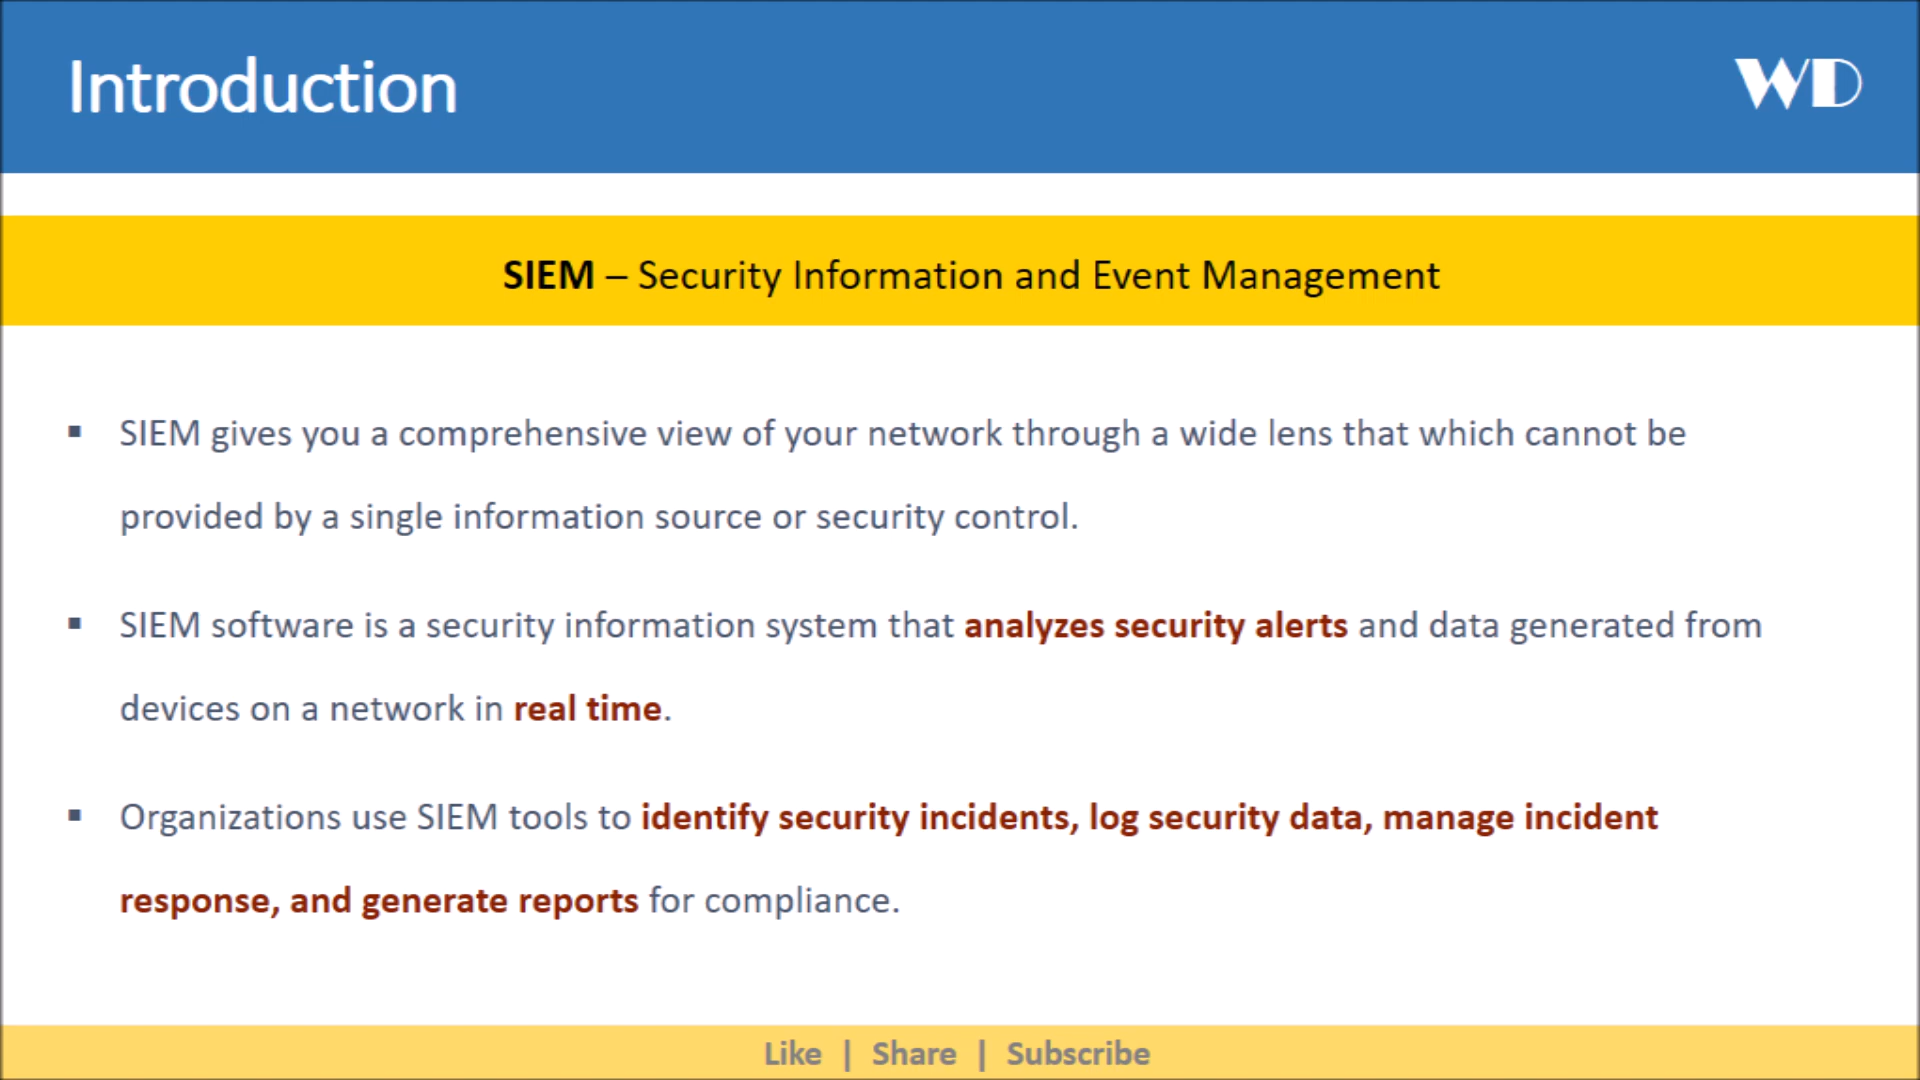 Introduction
WD
SIEM – Security Information and Event Management
▪ SIEM gives you a comprehensive view of your network through a wide lens that which cannot be
provided by a single information source or security control.
▪ SIEM software is a security information system that analyzes security alerts and data generated from
devices on a network in real time.
▪ Organizations use SIEM tools to identify security incidents, log security data, manage incident
response, and generate reports for compliance.
Like | Share | Subscribe